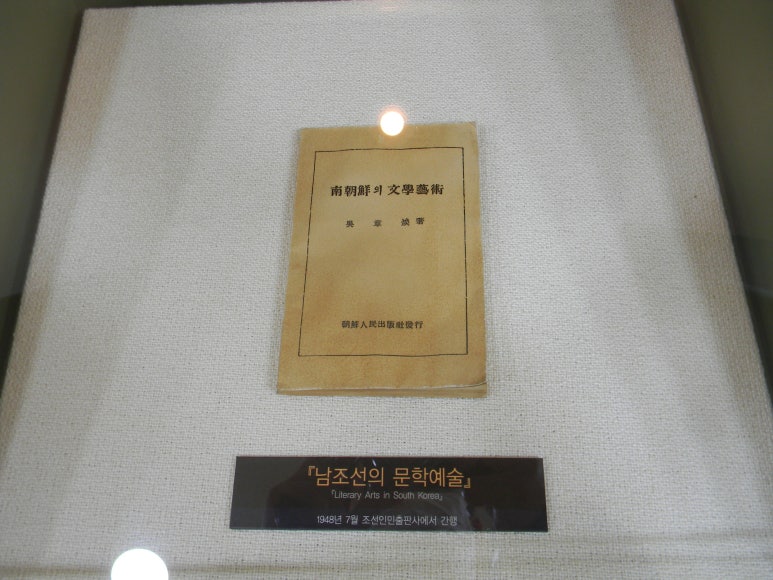 南朝鮮의 文學藝術
吳 章 煥 著
朝鮮人民出版社發行
『남조선의 문학예술』
「Literary Arts in South Korea」
1948년 7월 조선인민출판사에서 간행